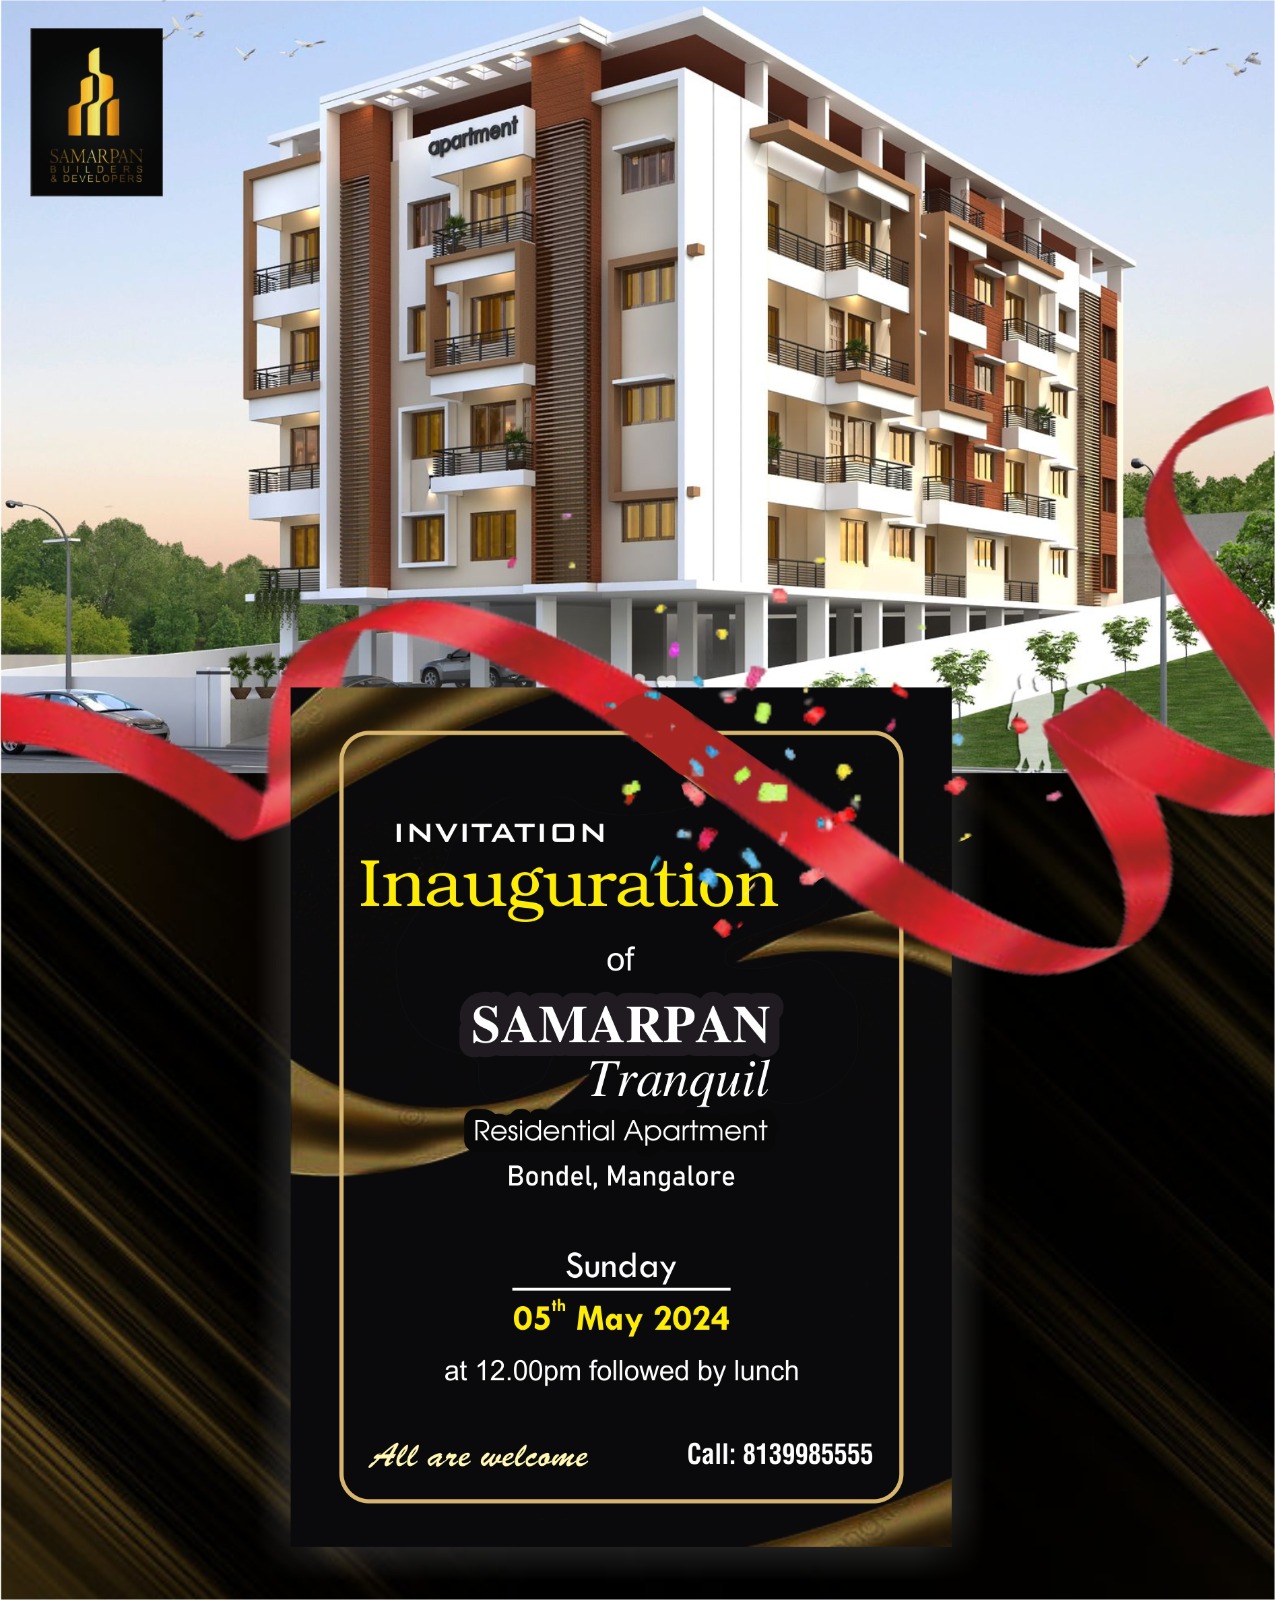 SAMARPAN
BUILDERS
& DEVELOPERS
apartment
INVITATION
Inauguration
of
SAMARPAN
Tranquil
Residential Apartment
Bondel, Mangalore
Sunday
05th May 2024
at 12.00pm followed by lunch
All are welcome
Call: 8139985555